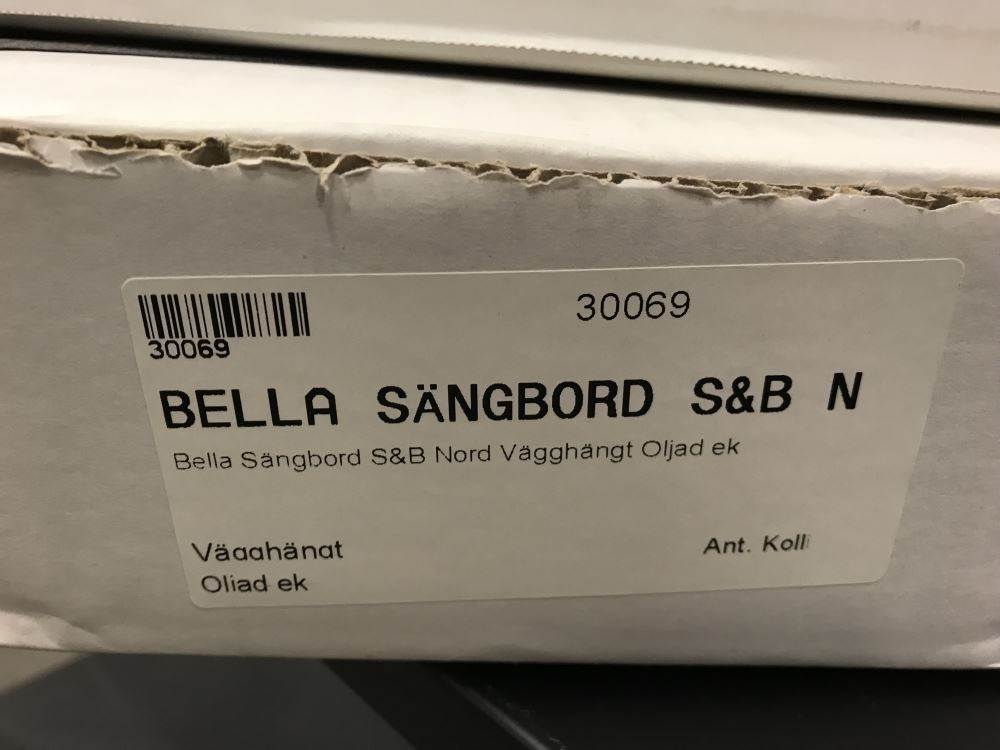 30069
30069
BELLA SÄNGBORD S&B N
Bella Sängbord S&B Nord Vägghängt Oljad ek
Vägghängt
Ant. Kolli
Oljad ek